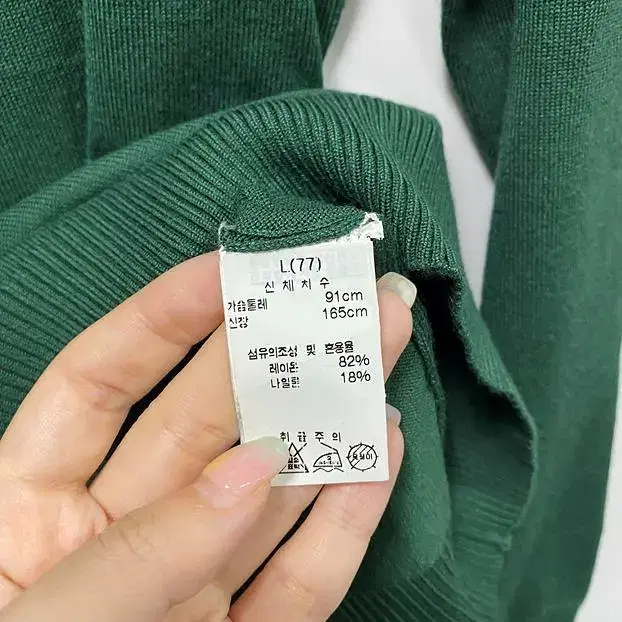 L(77)
신 체 치 수
가슴둘레 91cm
신장 165cm
섬유의조성 및 혼용율
레이온 82%
나일론 18%
취 급 주 의